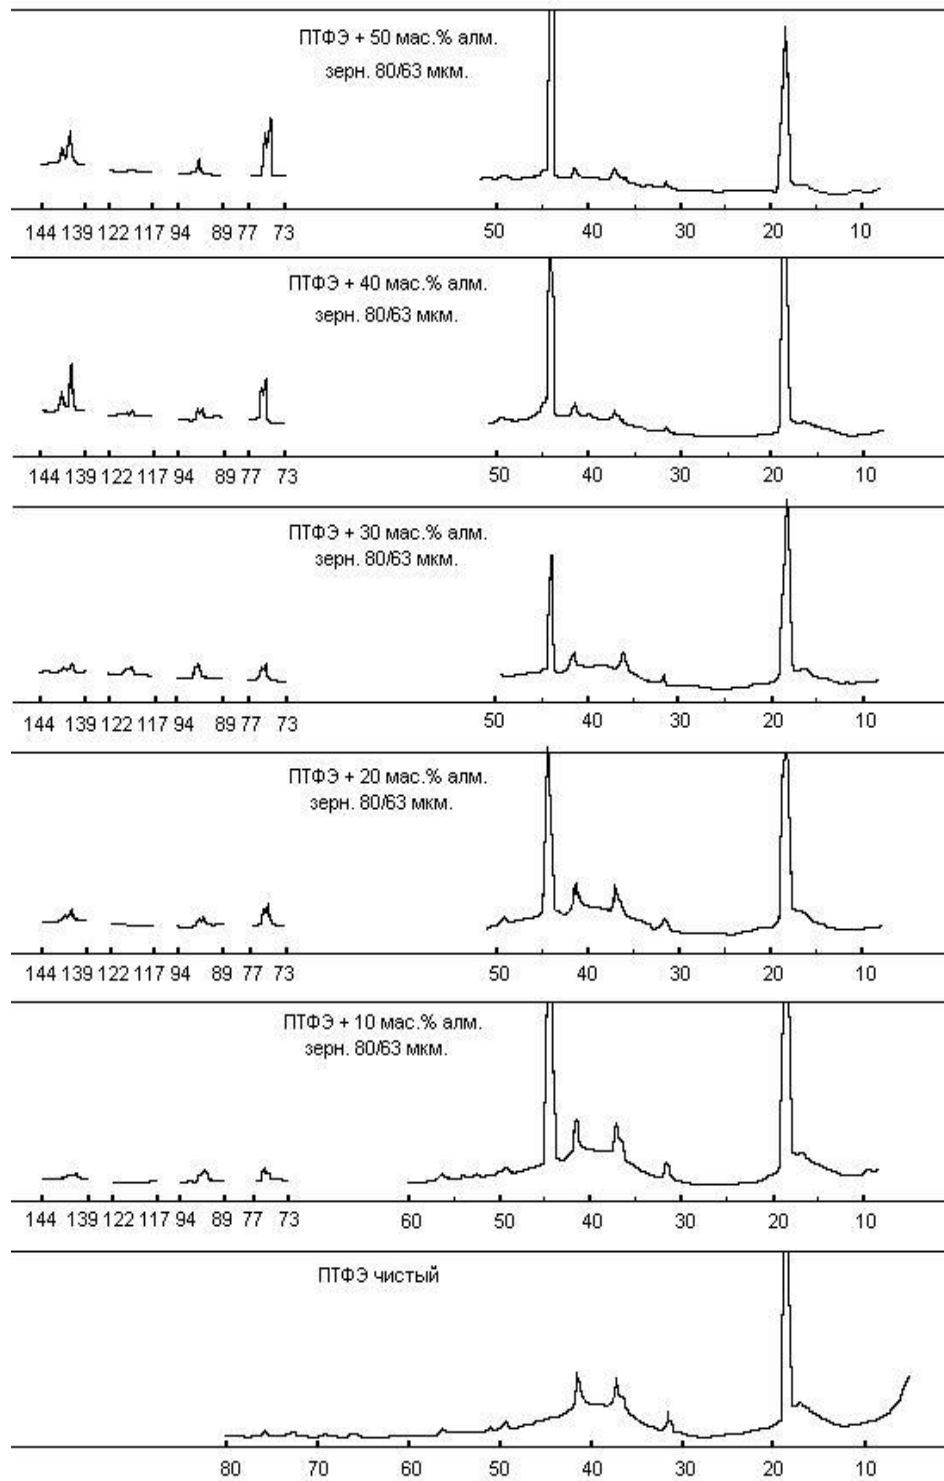 ПТФЭ + 50 мас.% алм.
зерн. 80/63 мкм.
144 139 122 117 94 89 77 73 50 40 30 20 10
ПТФЭ + 40 мас.% алм.
зерн. 80/63 мкм.
144 139 122 117 94 89 77 73 50 40 30 20 10
ПТФЭ + 30 мас.% алм.
зерн. 80/63 мкм.
144 139 122 117 94 89 77 73 50 40 30 20 10
ПТФЭ + 20 мас.% алм.
зерн. 80/63 мкм.
144 139 122 117 94 89 77 73 50 40 30 20 10
ПТФЭ + 10 мас.% алм.
зерн. 80/63 мкм.
144 139 122 117 94 89 77 73 60 50 40 30 20 10
ПТФЭ чистый
80 70 60 50 40 30 20 10